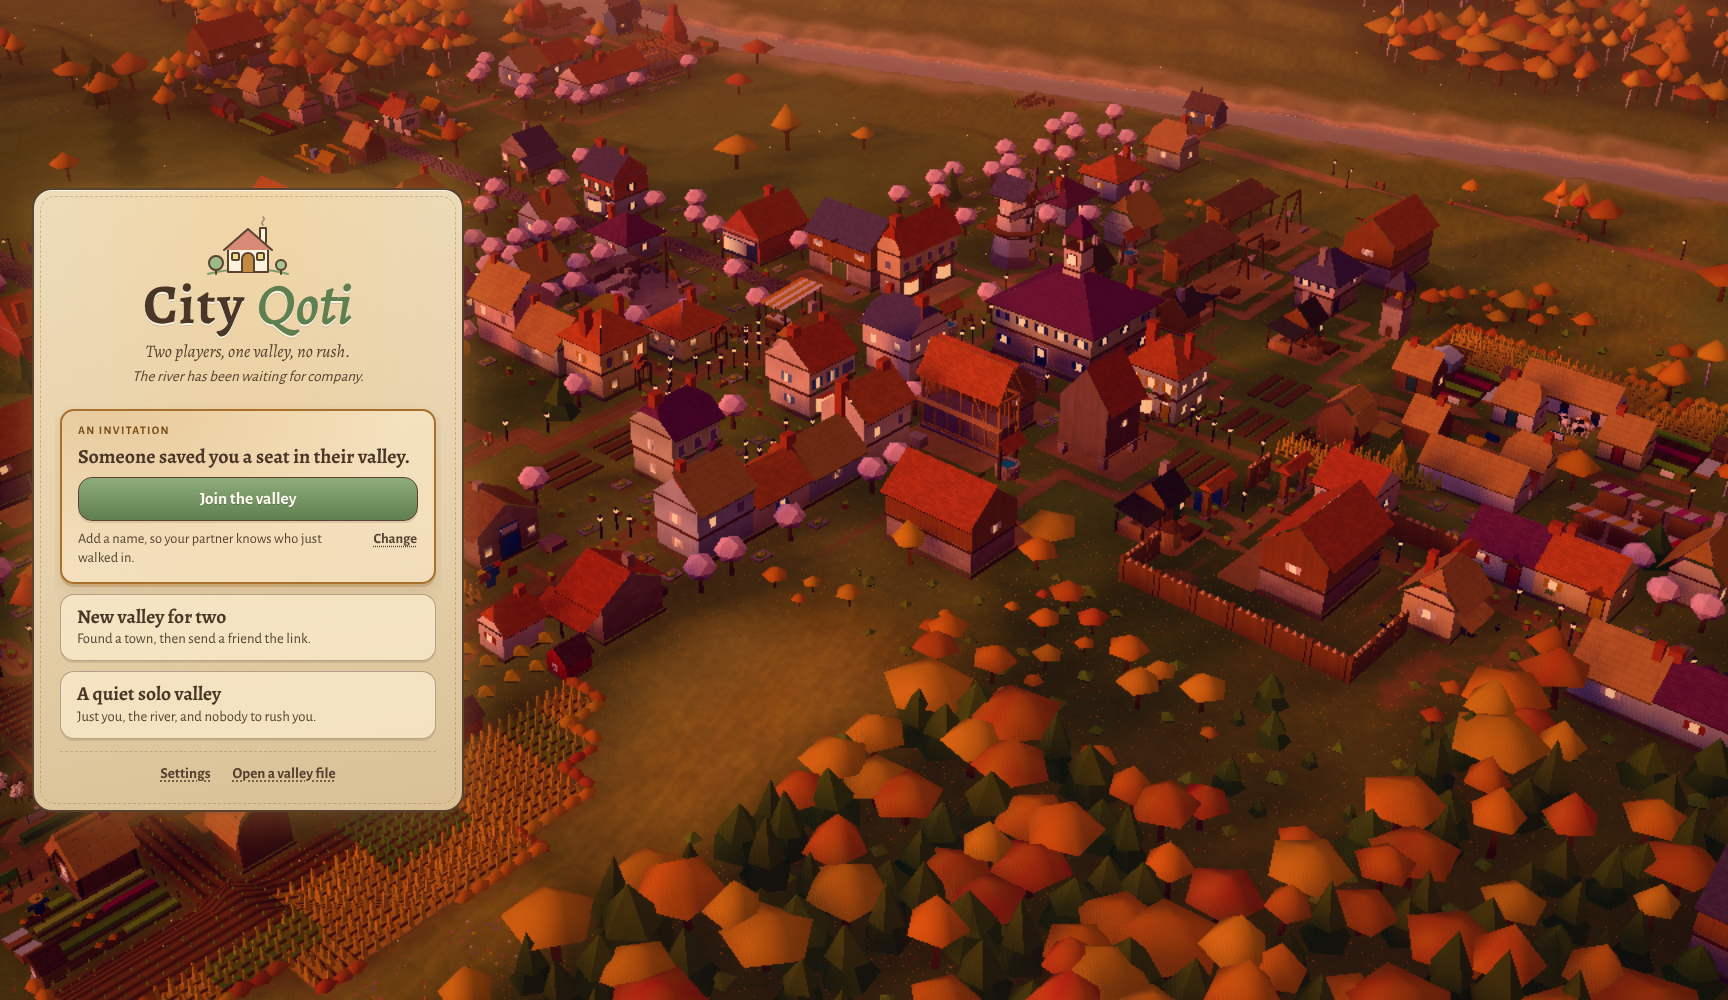 City Qoti
Two players, one valley, no rush.
The river has been waiting for company.
AN INVITATION
Someone saved you a seat in their valley.
Join the valley
Add a name, so your partner knows who just
walked in.
Change
New valley for two
Found a town, then send a friend the link.
A quiet solo valley
Just you, the river, and nobody to rush you.
Settings
Open a valley file